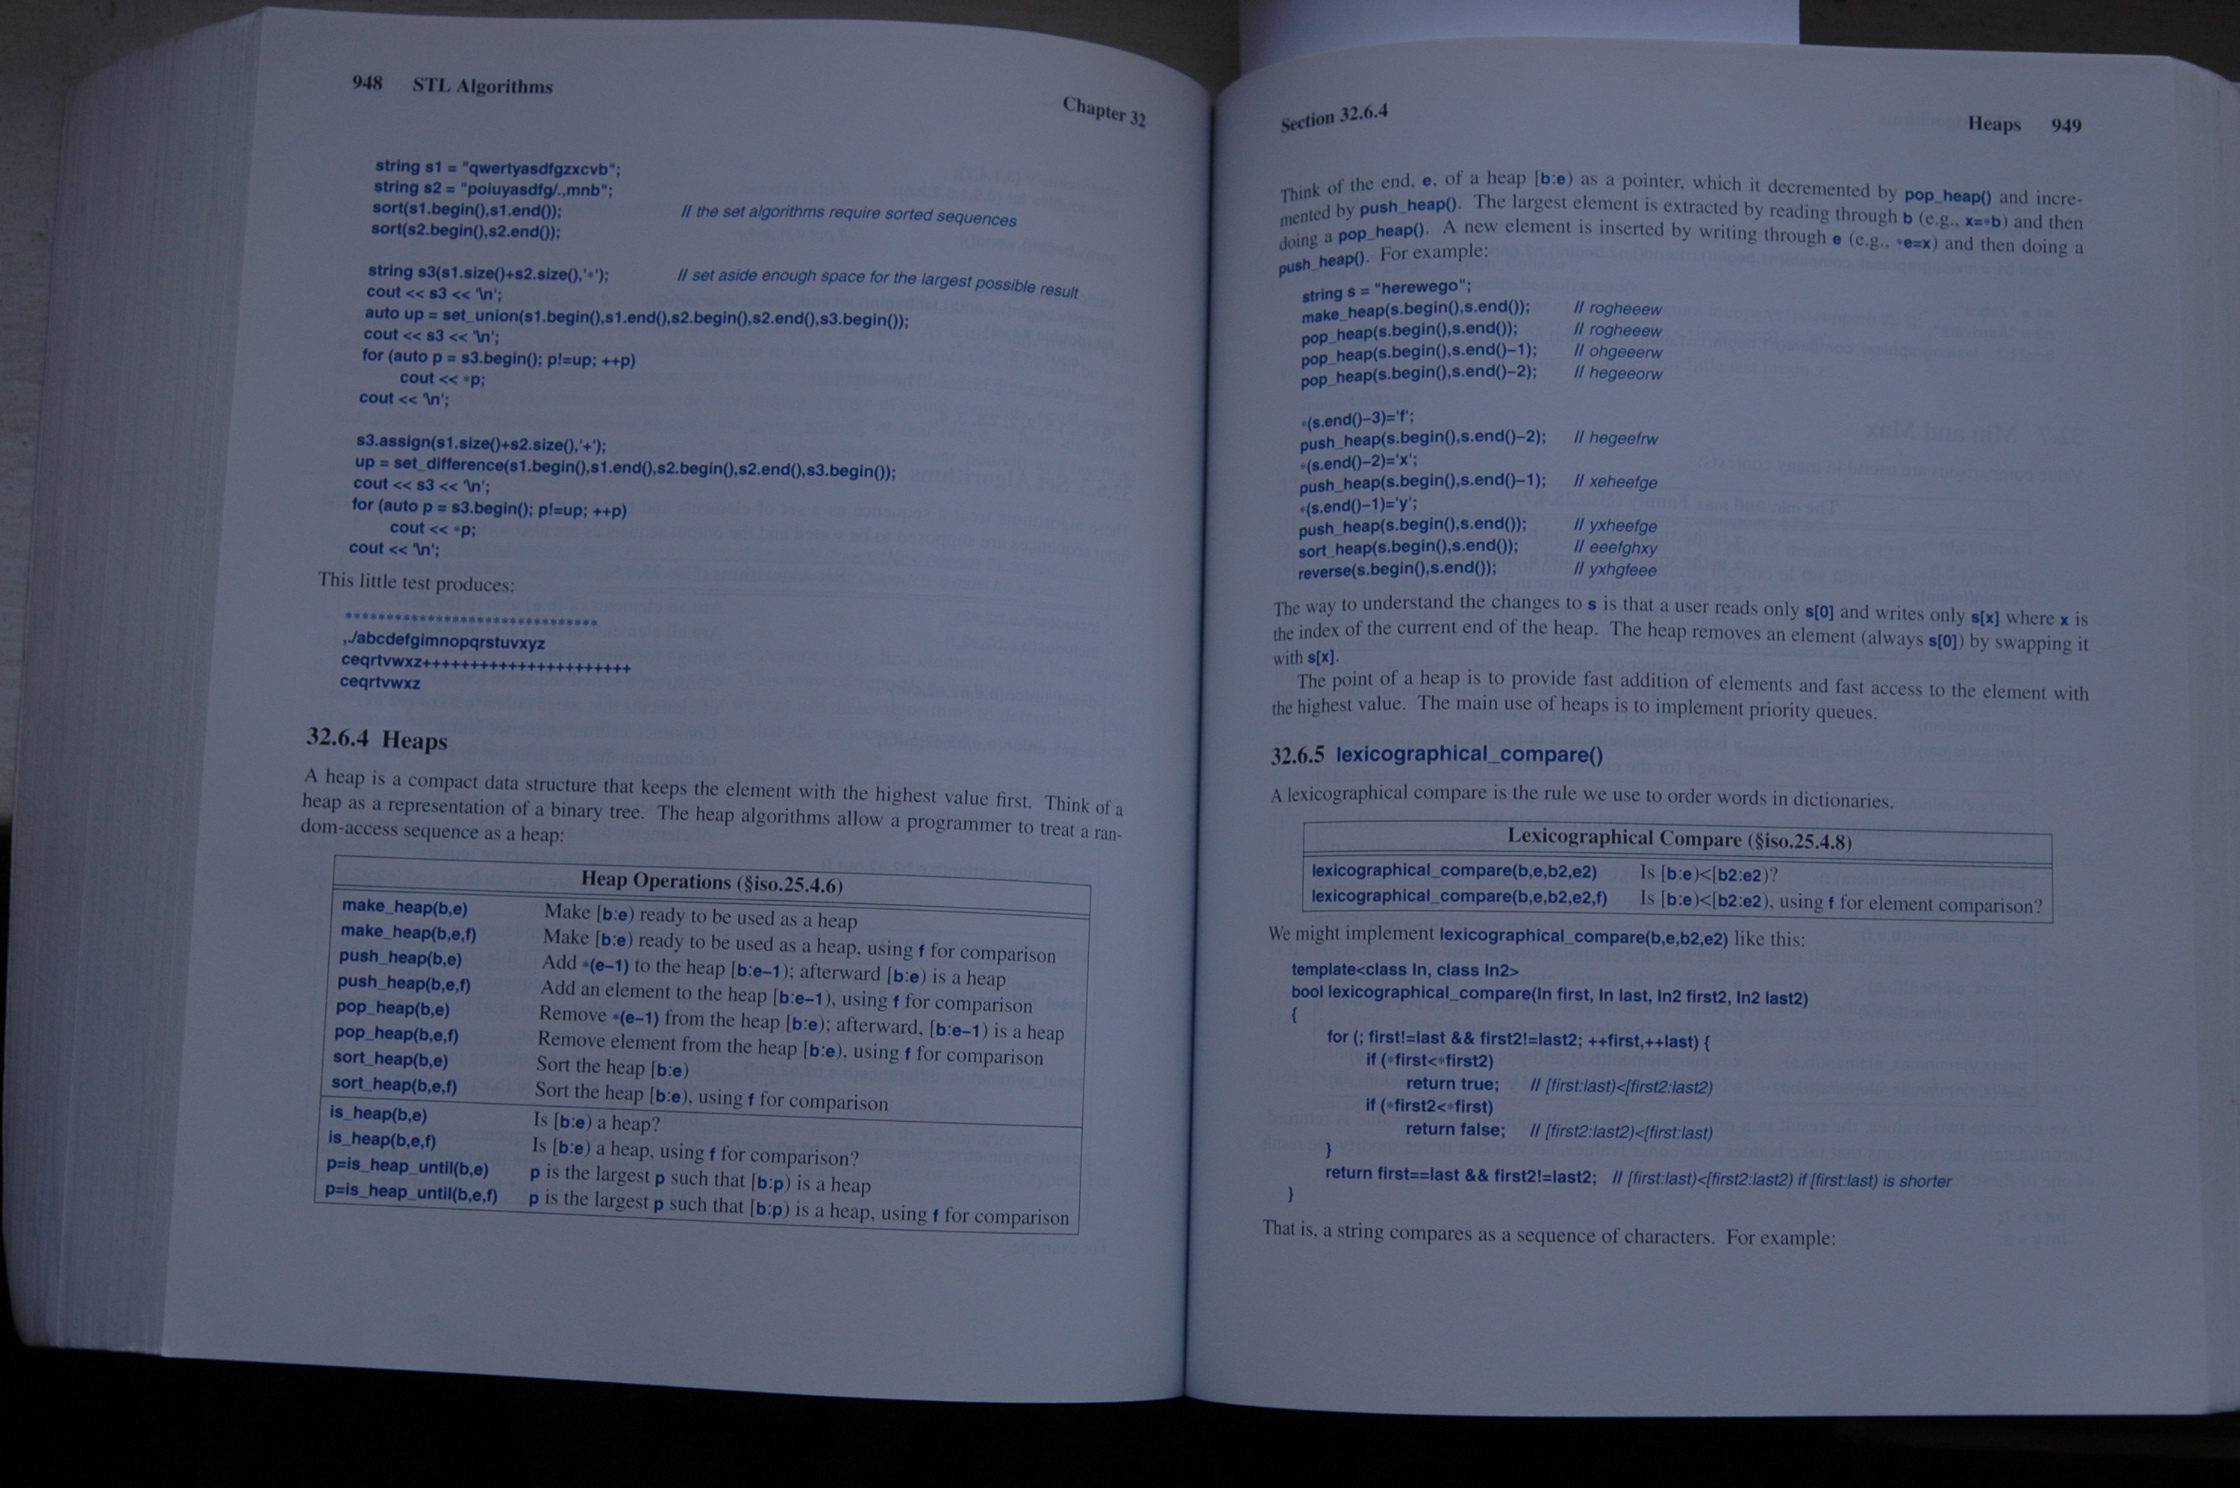 948 STL Algorithms Chapter 32
string s1 = "qwertyasdfgzxcvb";
string s2 = "poiuyasdfg/.,mnb";
sort(s1.begin(),s1.end()); // the set algorithms require sorted sequences
sort(s2.begin(),s2.end());
string s3(s1.size()+s2.size(),'*'); // set aside enough space for the largest possible result
cout << s3 << '\n';
auto up = set_union(s1.begin(),s1.end(),s2.begin(),s2.end(),s3.begin());
cout << s3 << '\n';
for (auto p = s3.begin(); p!=up; ++p)
cout << *p;
cout << '\n';
s3.assign(s1.size()+s2.size(),'+');
up = set_difference(s1.begin(),s1.end(),s2.begin(),s2.end(),s3.begin());
cout << s3 << '\n';
for (auto p = s3.begin(); p!=up; ++p)
cout << *p;
cout << '\n';
This little test produces:
*******************************
,./abcdefgimnopqrstuvxyz
ceqrtvwxz++++++++++++++++++++++
ceqrtvwxz
32.6.4 Heaps
A heap is a compact data structure that keeps the element with the highest value first. Think of a
heap as a representation of a binary tree. The heap algorithms allow a programmer to treat a ran-
dom-access sequence as a heap:
Heap Operations (§iso.25.4.6)
make_heap(b,e) Make [b:e) ready to be used as a heap
make_heap(b,e,f) Make [b:e) ready to be used as a heap, using f for comparison
push_heap(b,e) Add *(e−1) to the heap [b:e−1); afterward [b:e) is a heap
push_heap(b,e,f) Add an element to the heap [b:e−1), using f for comparison
pop_heap(b,e) Remove *(e−1) from the heap [b:e); afterward, [b:e−1) is a heap
pop_heap(b,e,f) Remove element from the heap [b:e), using f for comparison
sort_heap(b,e) Sort the heap [b:e)
sort_heap(b,e,f) Sort the heap [b:e), using f for comparison
is_heap(b,e) Is [b:e) a heap?
is_heap(b,e,f) Is [b:e) a heap, using f for comparison?
p=is_heap_until(b,e) p is the largest p such that [b:p) is a heap
p=is_heap_until(b,e,f) p is the largest p such that [b:p) is a heap, using f for comparison
Section 32.6.4 Heaps 949
Think of the end, e, of a heap [b:e) as a pointer, which it decremented by pop_heap() and incre-
mented by push_heap(). The largest element is extracted by reading through b (e.g., x=*b) and then
doing a pop_heap(). A new element is inserted by writing through e (e.g., *e=x) and then doing a
push_heap(). For example:
string s = "herewego";
make_heap(s.begin(),s.end()); // rogheeew
pop_heap(s.begin(),s.end()); // rogheeew
pop_heap(s.begin(),s.end()−1); // ohgeeerw
pop_heap(s.begin(),s.end()−2); // hegeeorw
*(s.end()−3)='f';
push_heap(s.begin(),s.end()−2); // hegeefrw
*(s.end()−2)='x';
push_heap(s.begin(),s.end()−1); // xeheefge
*(s.end()−1)='y';
push_heap(s.begin(),s.end()); // yxheefge
sort_heap(s.begin(),s.end()); // eeefghxy
reverse(s.begin(),s.end()); // yxhgfeee
The way to understand the changes to s is that a user reads only s[0] and writes only s[x] where x is
the index of the current end of the heap. The heap removes an element (always s[0]) by swapping it
with s[x].
The point of a heap is to provide fast addition of elements and fast access to the element with
the highest value. The main use of heaps is to implement priority queues.
32.6.5 lexicographical_compare()
A lexicographical compare is the rule we use to order words in dictionaries.
Lexicographical Compare (§iso.25.4.8)
lexicographical_compare(b,e,b2,e2) Is [b:e)<[b2:e2)?
lexicographical_compare(b,e,b2,e2,f) Is [b:e)<[b2:e2), using f for element comparison?
We might implement lexicographical_compare(b,e,b2,e2) like this:
template<class In, class In2>
bool lexicographical_compare(In first, In last, In2 first2, In2 last2)
{
for (; first!=last && first2!=last2; ++first,++last) {
if (*first<*first2)
return true; // [first:last)<[first2:last2)
if (*first2<*first)
return false; // [first2:last2)<[first:last)
}
return first==last && first2!=last2; // [first:last)<[first2:last2) if [first:last) is shorter
}
That is, a string compares as a sequence of characters. For example: